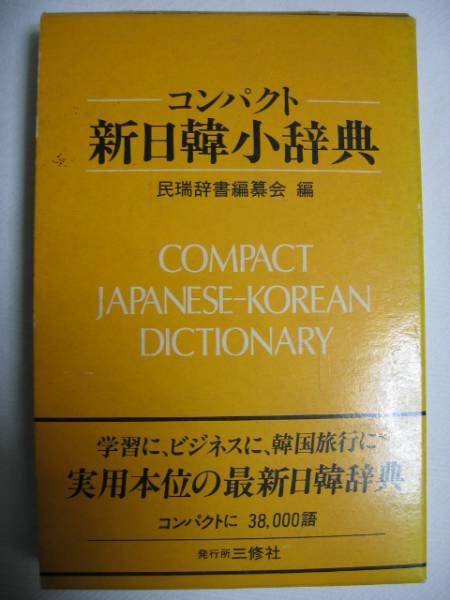 コンパクト
新日韓小辞典
民瑞辞書編纂会 編
COMPACT
JAPANESE-KOREAN
DICTIONARY
学習に、ビジネスに、韓国旅行に
実用本位の最新日韓辞典
コンパクトに 38,000語
発行所 三修社